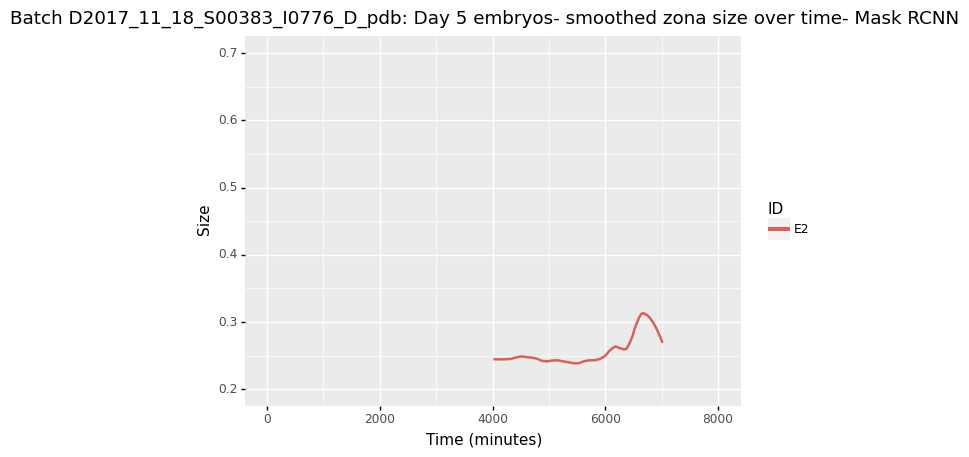 Batch D2017_11_18_S00383_I0776_D_pdb: Day 5 embryos- smoothed zona size over time- Mask RCNN
0.7
0.6
0.5
0.4
0.3
0.2
Size
0 2000 4000 6000 8000
Time (minutes)
ID
E2